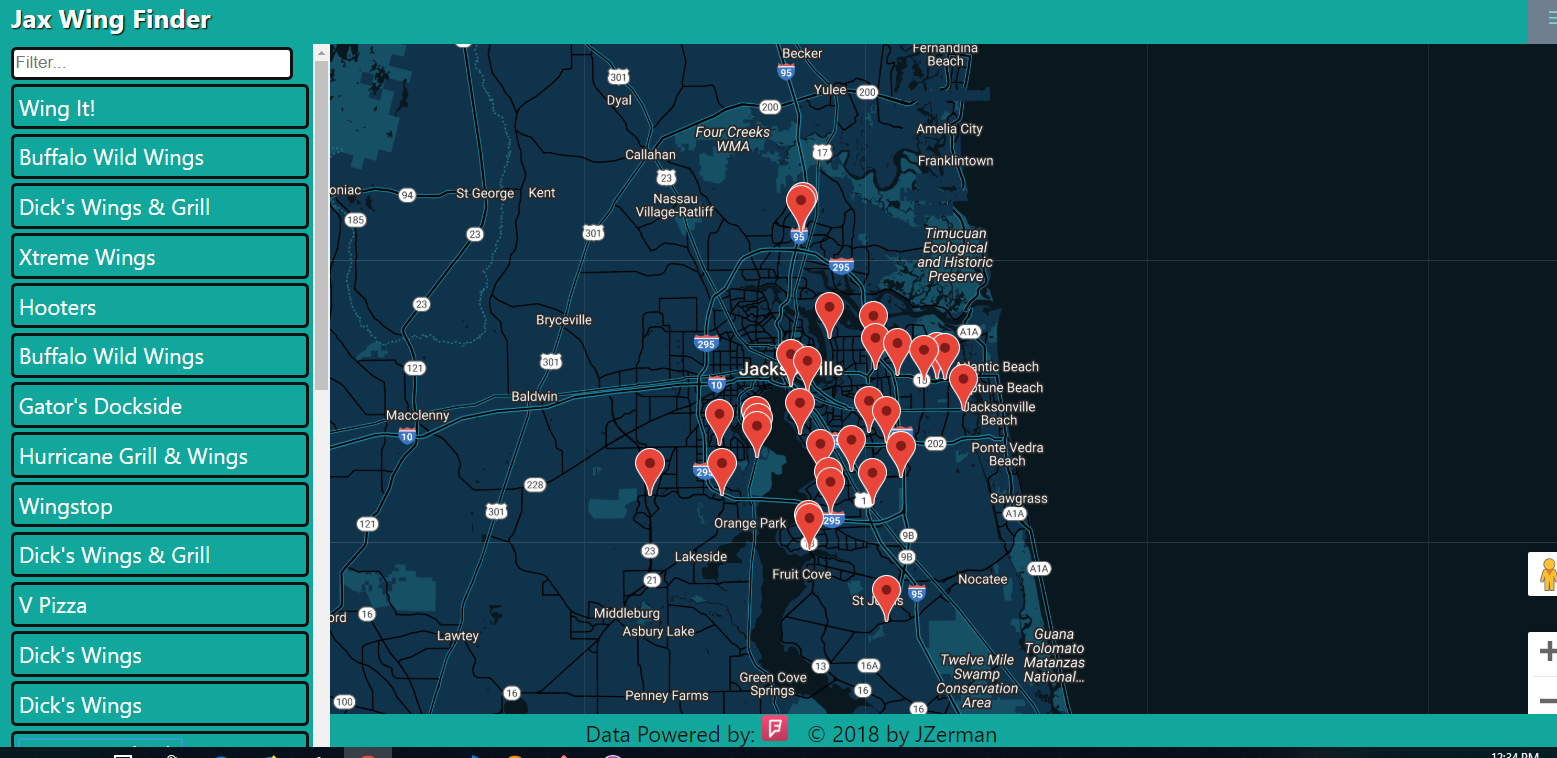 Jax Wing Finder
Filter...
Wing It!
Buffalo Wild Wings
Dick's Wings & Grill
Xtreme Wings
Hooters
Buffalo Wild Wings
Gator's Dockside
Hurricane Grill & Wings
Wingstop
Dick's Wings & Grill
V Pizza
Dick's Wings
Dick's Wings
Becker
Fernandina
Beach
95
301
Dyal
Yulee
200
200
Amelia City
Four Creeks
WMA
17
Callahan
Franklintown
23
oniac
94
St George
Kent
Nassau
Village-Ratliff
185
23
301
95
Timucuan
Ecological
and Historic
Preserve
295
23
Bryceville
A1A
295
301
121
Jacks ville
Atlantic Beach
10
Baldwin
ptune Beach
Jacksonville
Beach
Macclenny
10
202
Ponte Vedra
Beach
295
228
Sawgrass
1
A1A
301
121
Orange Park
295
9B
23
Lakeside
9B
21
Fruit Cove
A1A
Nocatee
St J ns
95
16
Middleburg
Asbury Lake
Lawtey
Guana
Tolomato
Matanzas
National...
13
16A
Twelve Mile
Swamp
Conservation
Area
Green Cove
Springs
16
Penney Farms
16
100
16
Data Powered by:
© 2018 by JZerman
12:34 PM